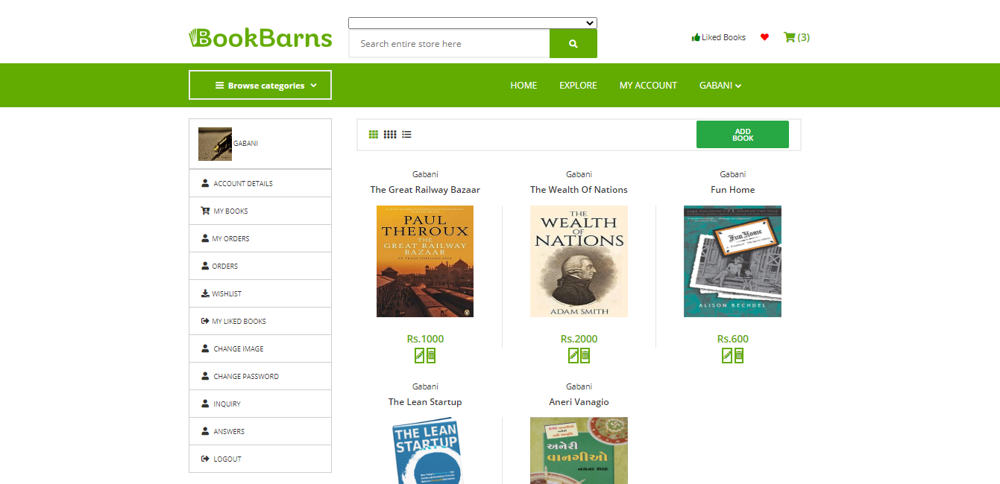 BookBarns
Search entire store here
Liked Books
(3)
Browse categories
HOME
EXPLORE
MY ACCOUNT
GABANI
GABANI
ACCOUNT DETAILS
MY BOOKS
MY ORDERS
ORDERS
WISHLIST
MY LIKED BOOKS
CHANGE IMAGE
CHANGE PASSWORD
INQUIRY
ANSWERS
LOGOUT
ADD
BOOK
Gabani
The Great Railway Bazaar
PAUL
THEROUX
THE
GREAT RAILWAY
BAZAAR
Rs.1000
Gabani
The Wealth Of Nations
THE
WEALTH
OF
NATIONS
ADAM SMITH
Rs.2000
Gabani
Fun Home
Fun Home
ALISON BECHDEL
Rs.600
Gabani
The Lean Startup
THE LEAN
STARTUP
Gabani
Aneri Vanagio
અનેરી
વાનગીઓ